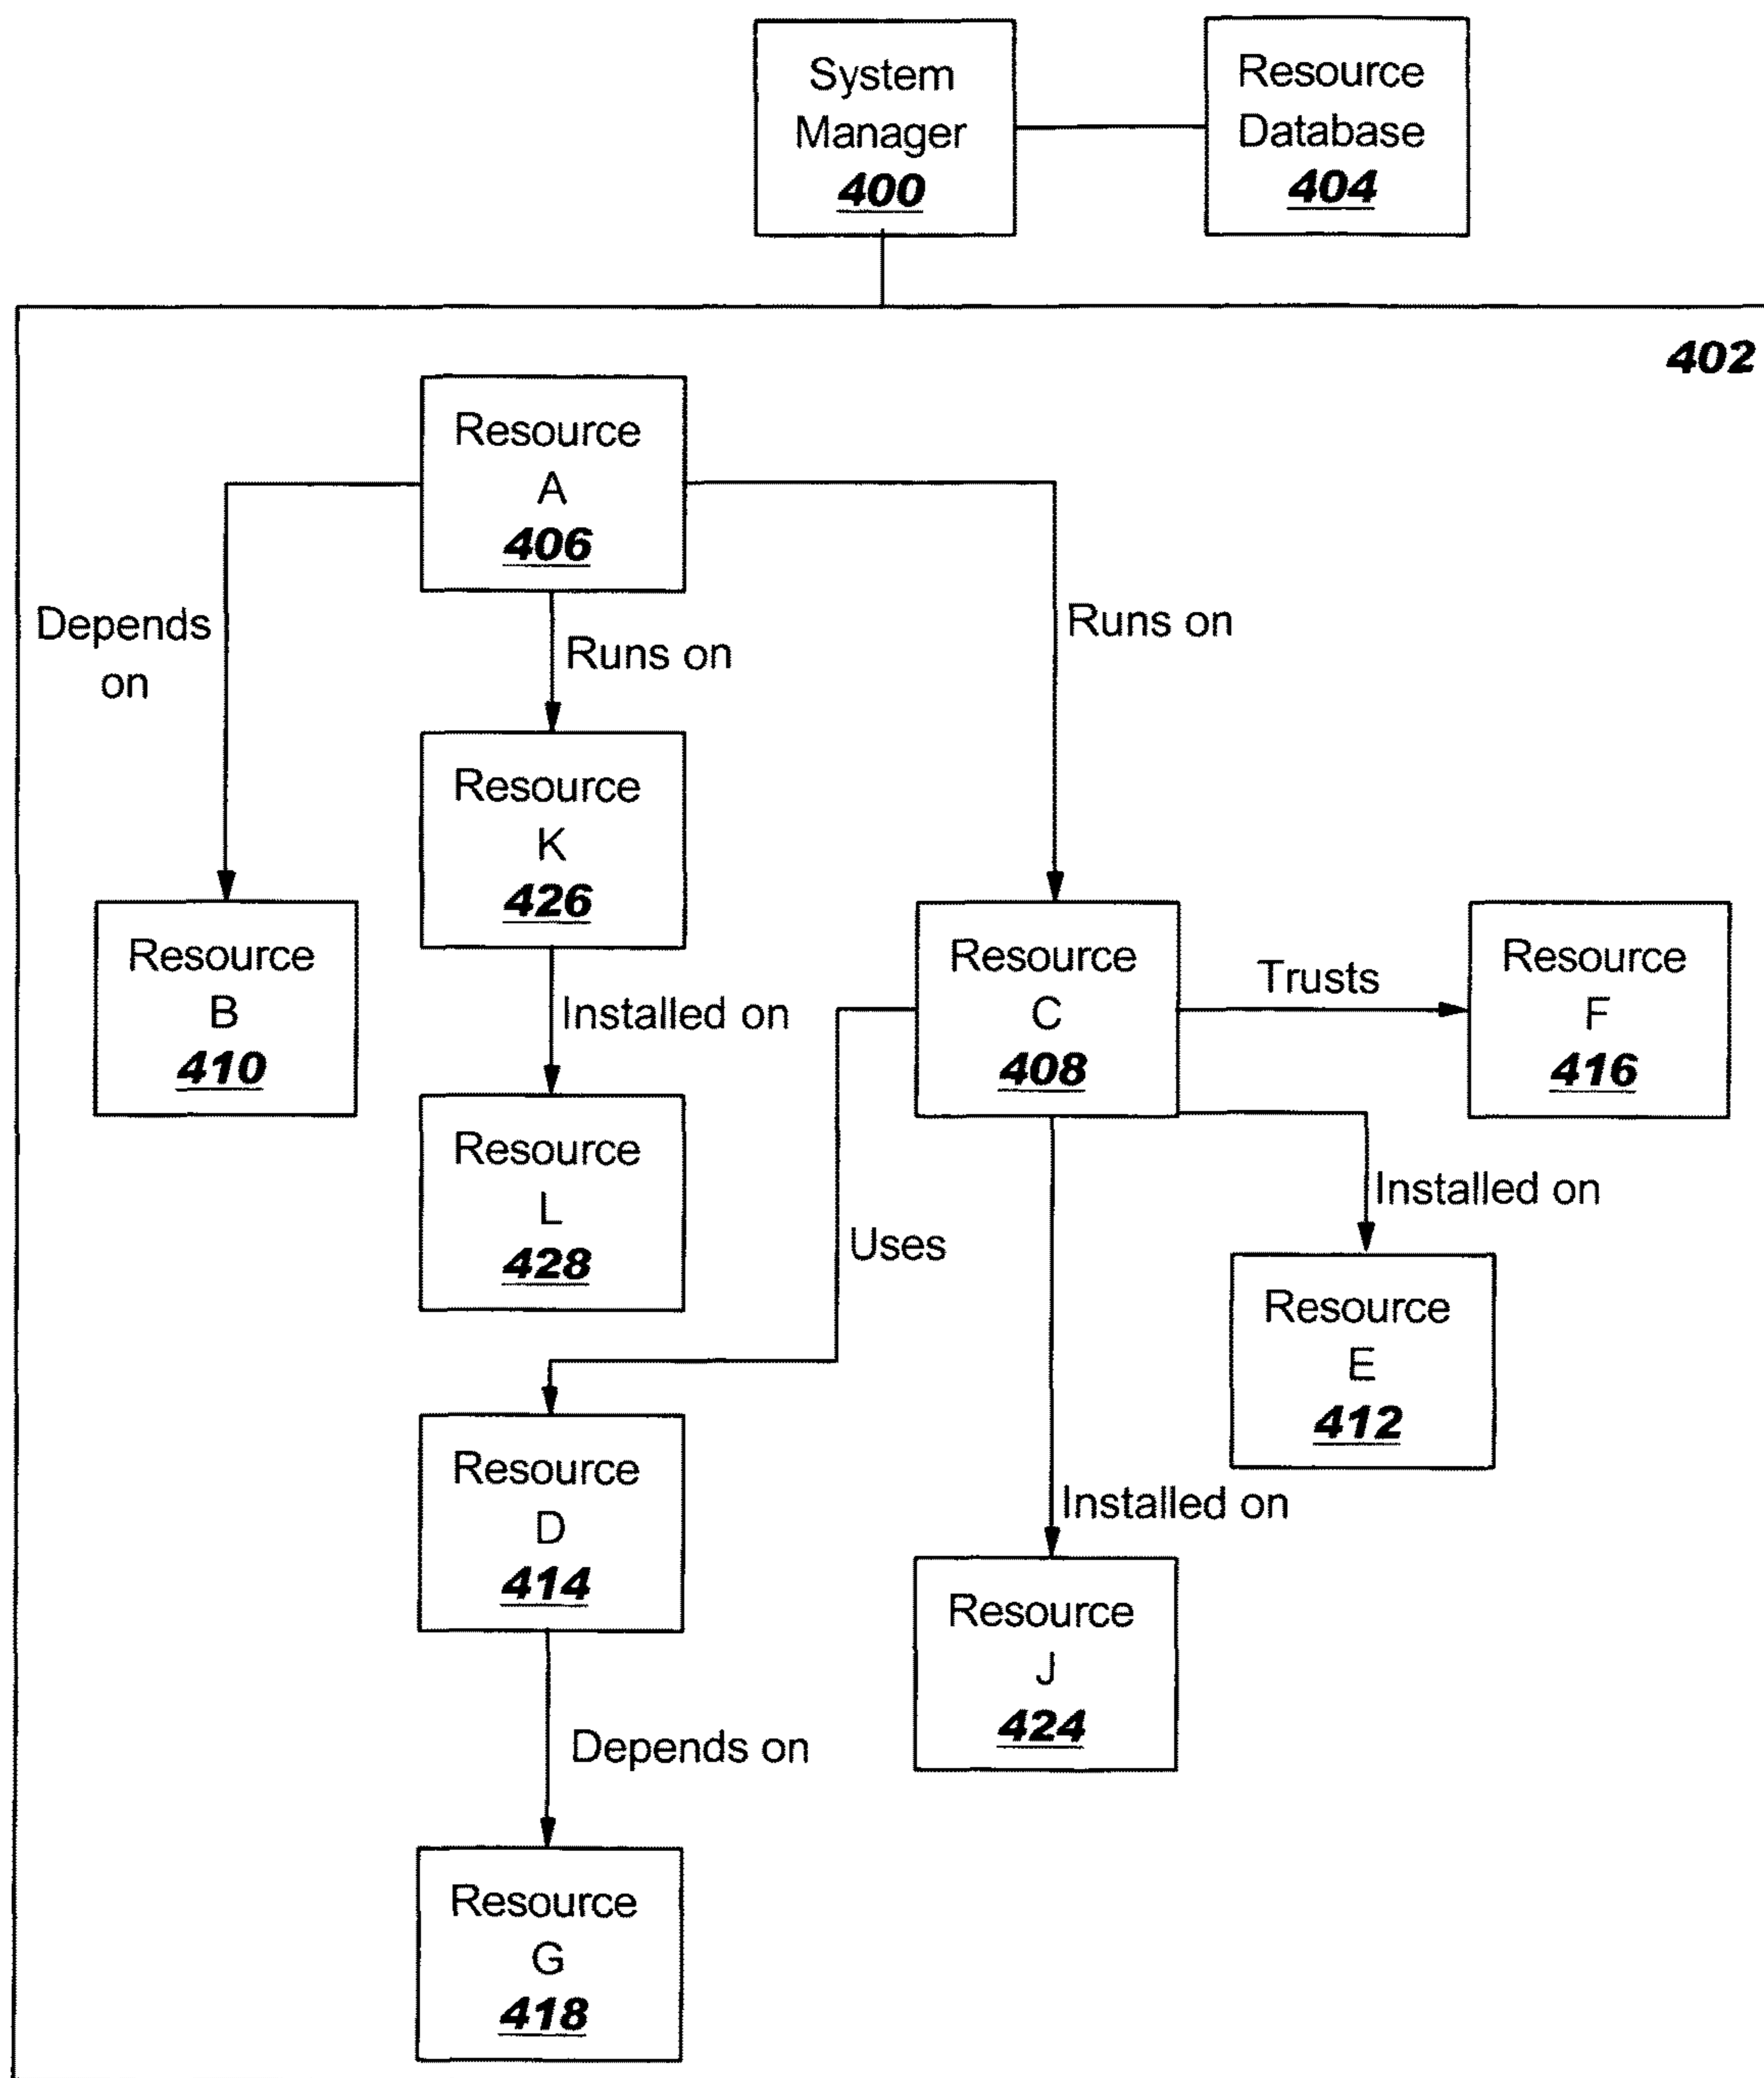 System
Manager
400
Resource
Database
404
402
Resource
A
406
Depends
on
Runs on
Runs on
Resource
K
426
Resource
B
410
Installed on
Resource
C
408
Trusts
Resource
F
416
Resource
L
428
Uses
Installed on
Resource
E
412
Resource
D
414
Installed on
Resource
J
424
Depends on
Resource
G
418